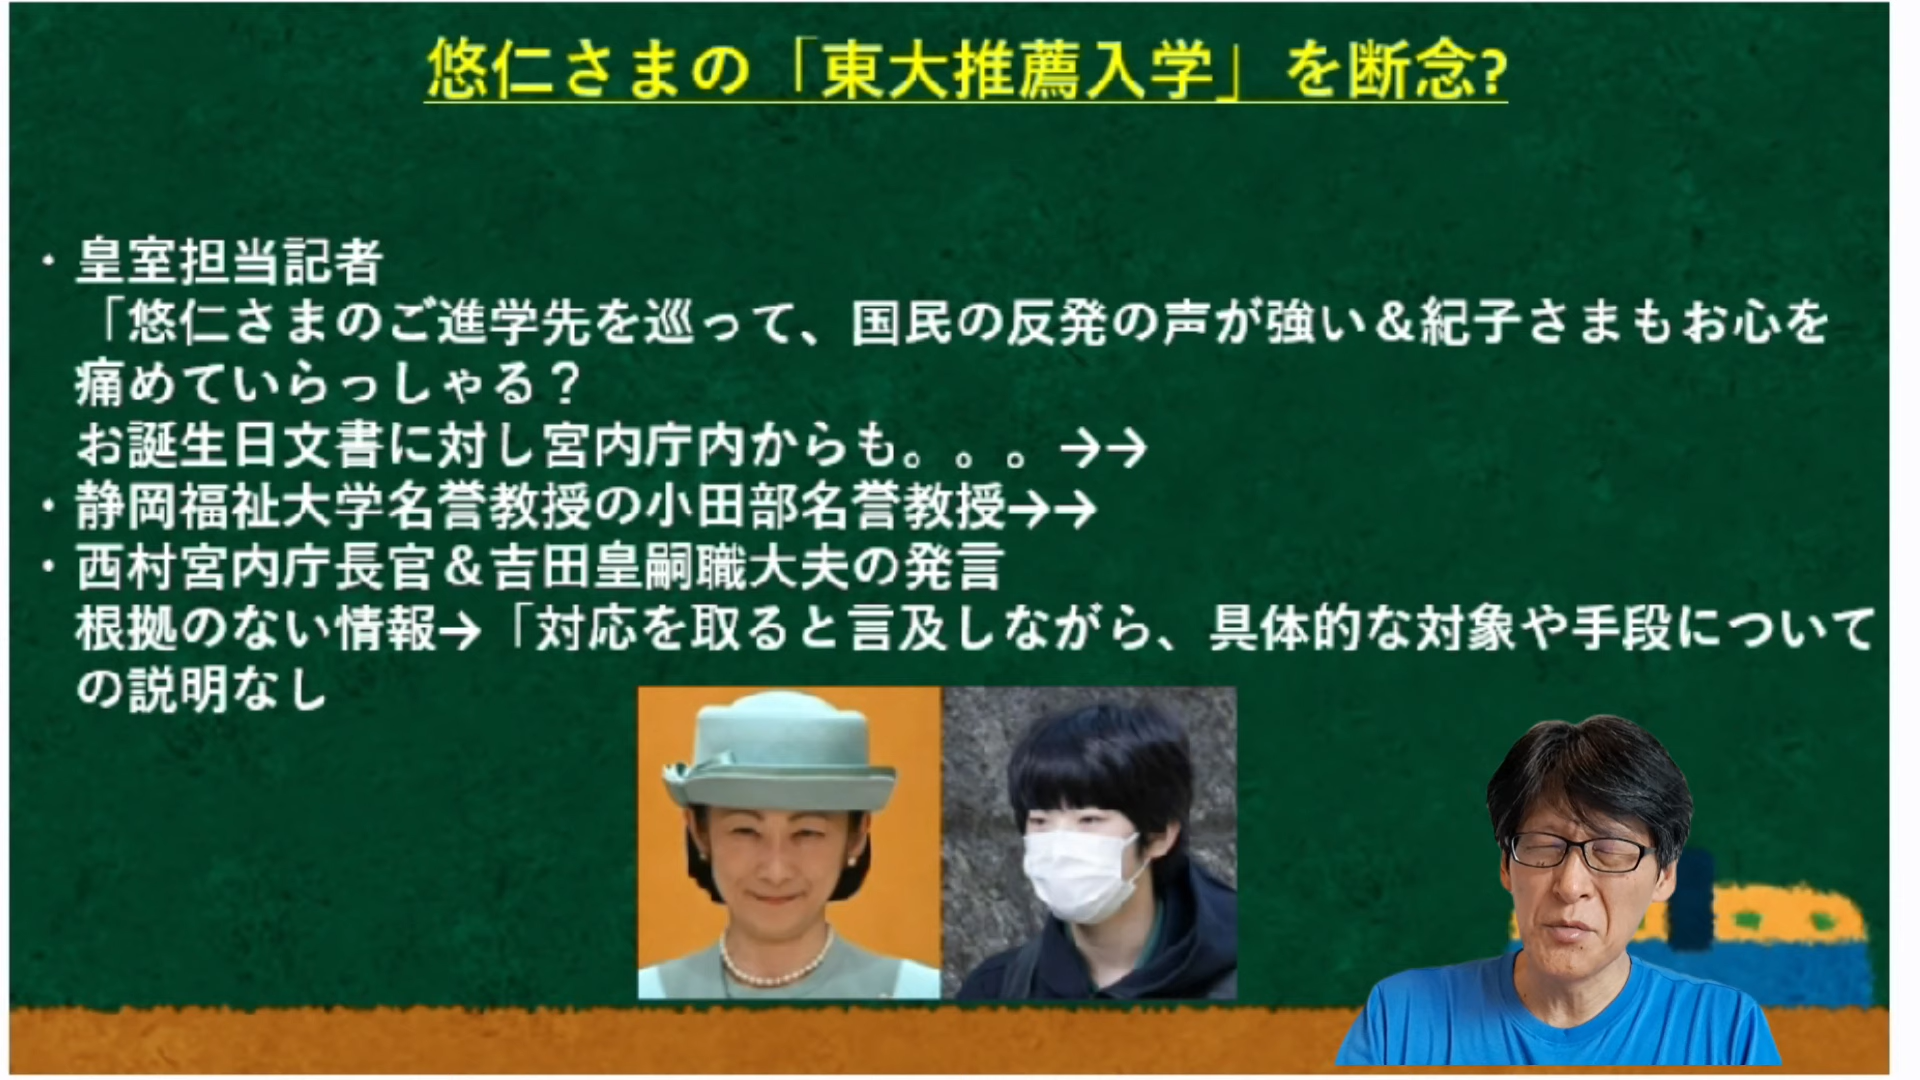 悠仁さまの「東大推薦入学」を断念?
・皇室担当記者
「悠仁さまのご進学先を巡って、国民の反発の声が強い＆紀子さまもお心を
痛めていらっしゃる？
お誕生日文書に対し宮内庁内からも。。。→→
・静岡福祉大学名誉教授の小田部名誉教授→→
・西村宮内庁長官＆吉田皇嗣職大夫の発言
根拠のない情報→「対応を取ると言及しながら、具体的な対象や手段について
の説明なし